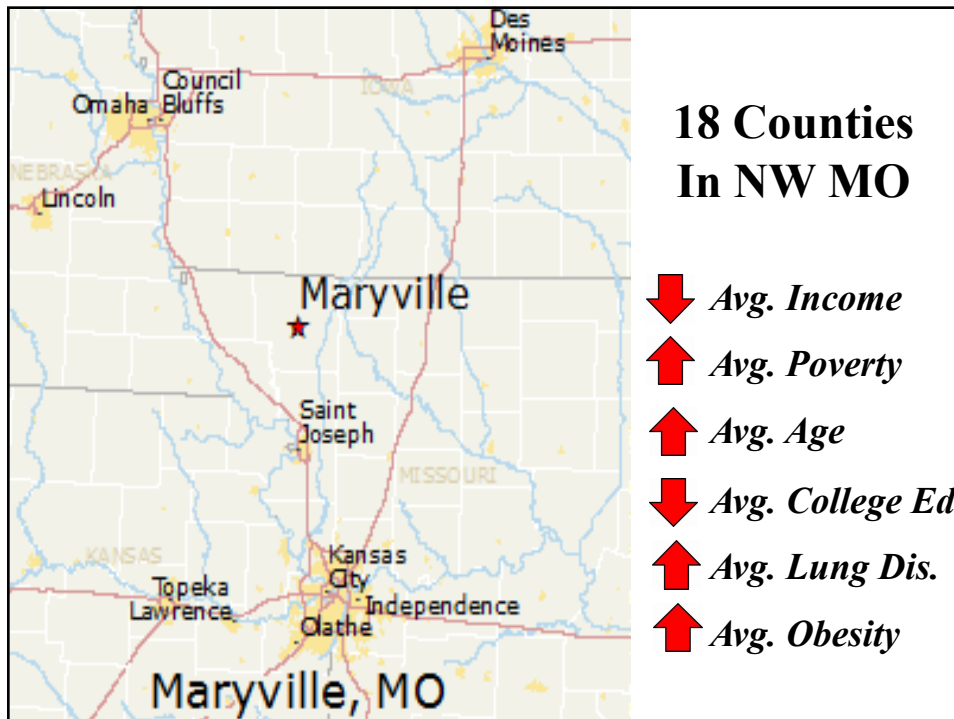 Des
Moines
IOWA
Council
Bluffs
Omaha
NEBRASKA
Lincoln
Maryville
Saint
Joseph
MISSOURI
KANSAS
Kansas
City
Topeka
Lawrence
Independence
Olathe
Maryville, MO
18 Counties
In NW MO
Avg. Income
Avg. Poverty
Avg. Age
Avg. College Ed
Avg. Lung Dis.
Avg. Obesity